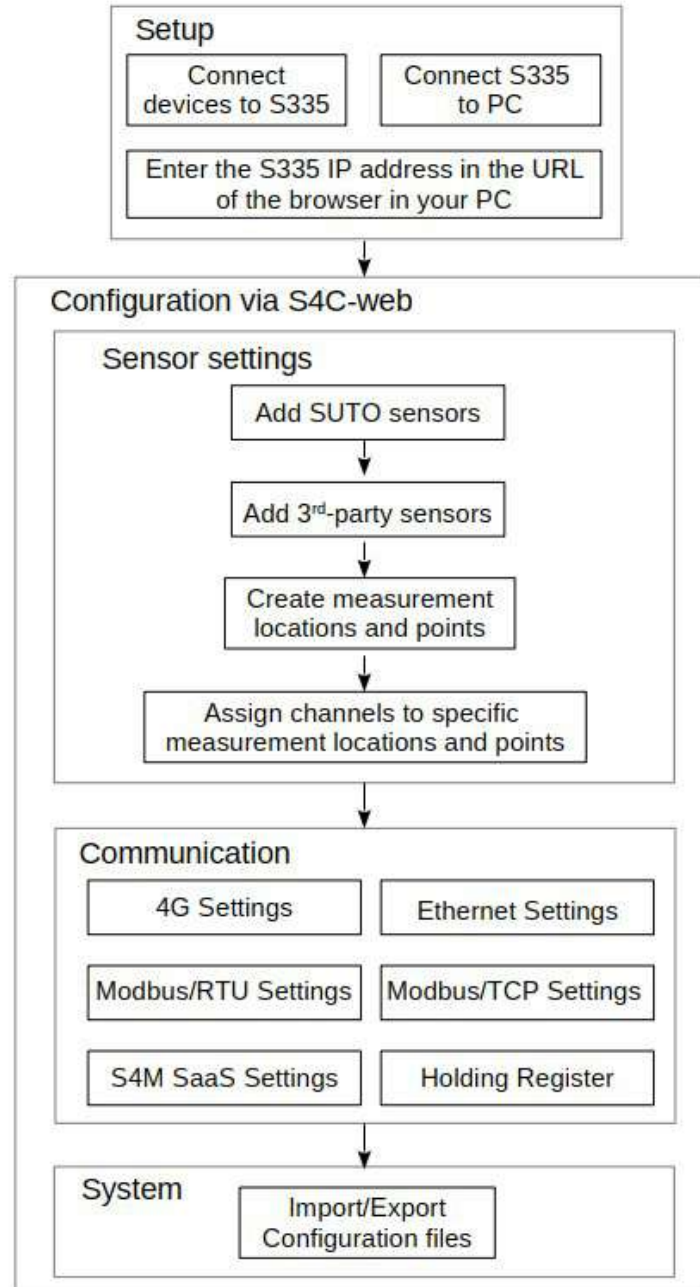 Setup
Connect
devices to S335
Connect S335
to PC
Enter the S335 IP address in the URL
of the browser in your PC
Configuration via S4C-web
Sensor settings
Add SUTO sensors
Add 3rd-party sensors
Create measurement
locations and points
Assign channels to specific
measurement locations and points
Communication
4G Settings
Ethernet Settings
Modbus/RTU Settings
Modbus/TCP Settings
S4M SaaS Settings
Holding Register
System
Import/Export
Configuration files